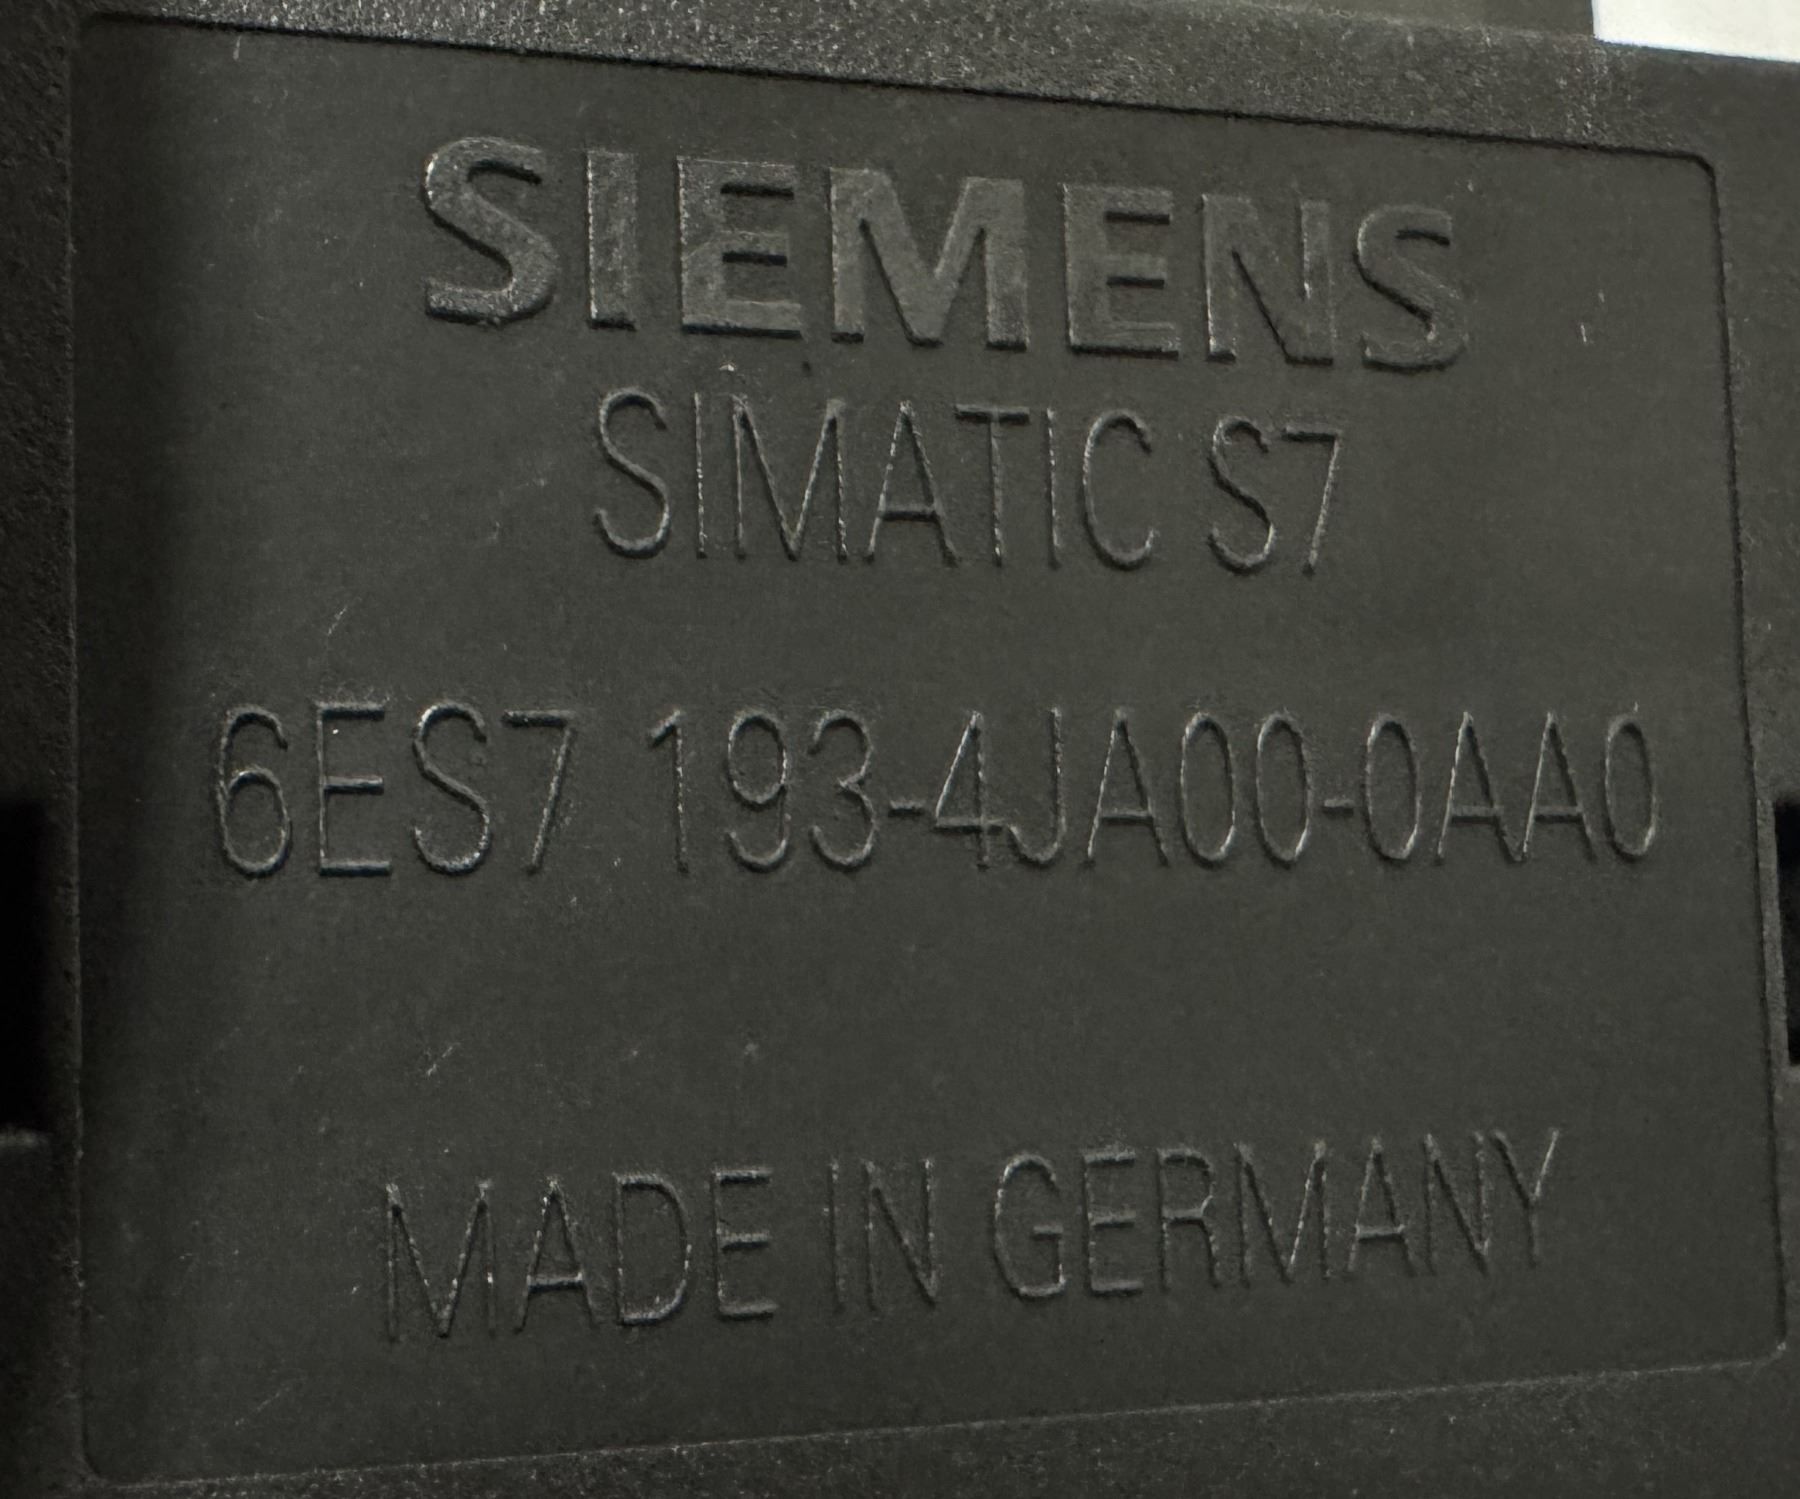 SIEMENS
SIMATIC S7
6ES7 193-4JA00-0AA0
MADE IN GERMANY